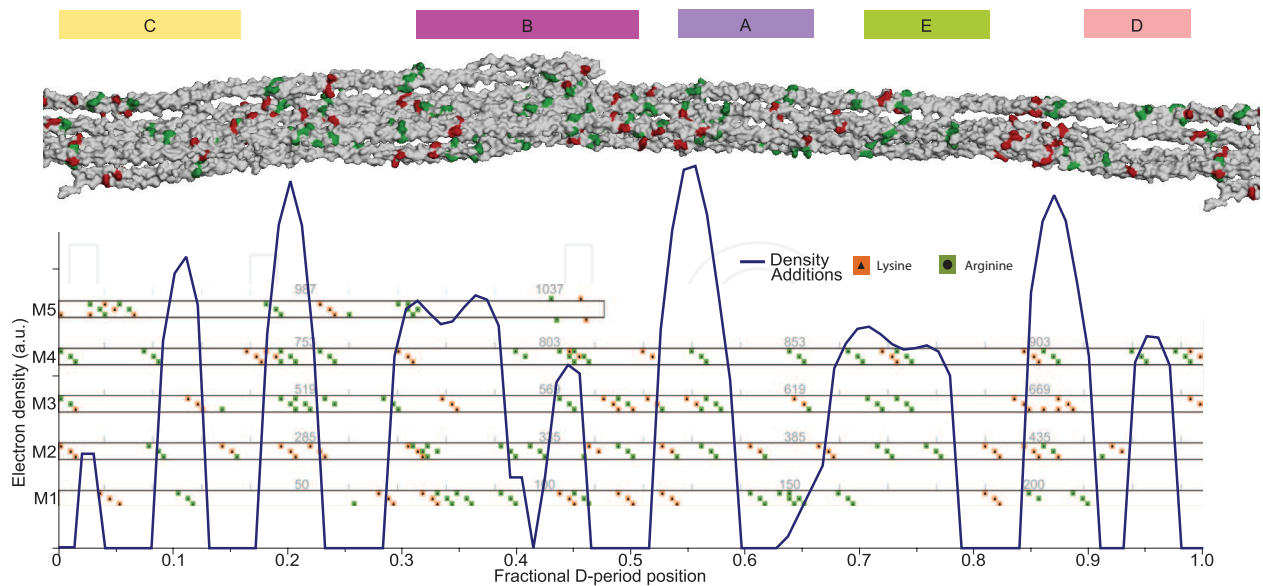 C B A E D
Density
Additions
Lysine
Arginine
Electron density (a.u.)
987 1037
M5
753 803 853 903
M4
519 569 619 669
M3
285 335 385 435
M2
50 100 150 200
M1
0 0.1 0.2 0.3 0.4 0.5 0.6 0.7 0.8 0.9 1.0
Fractional D-period position